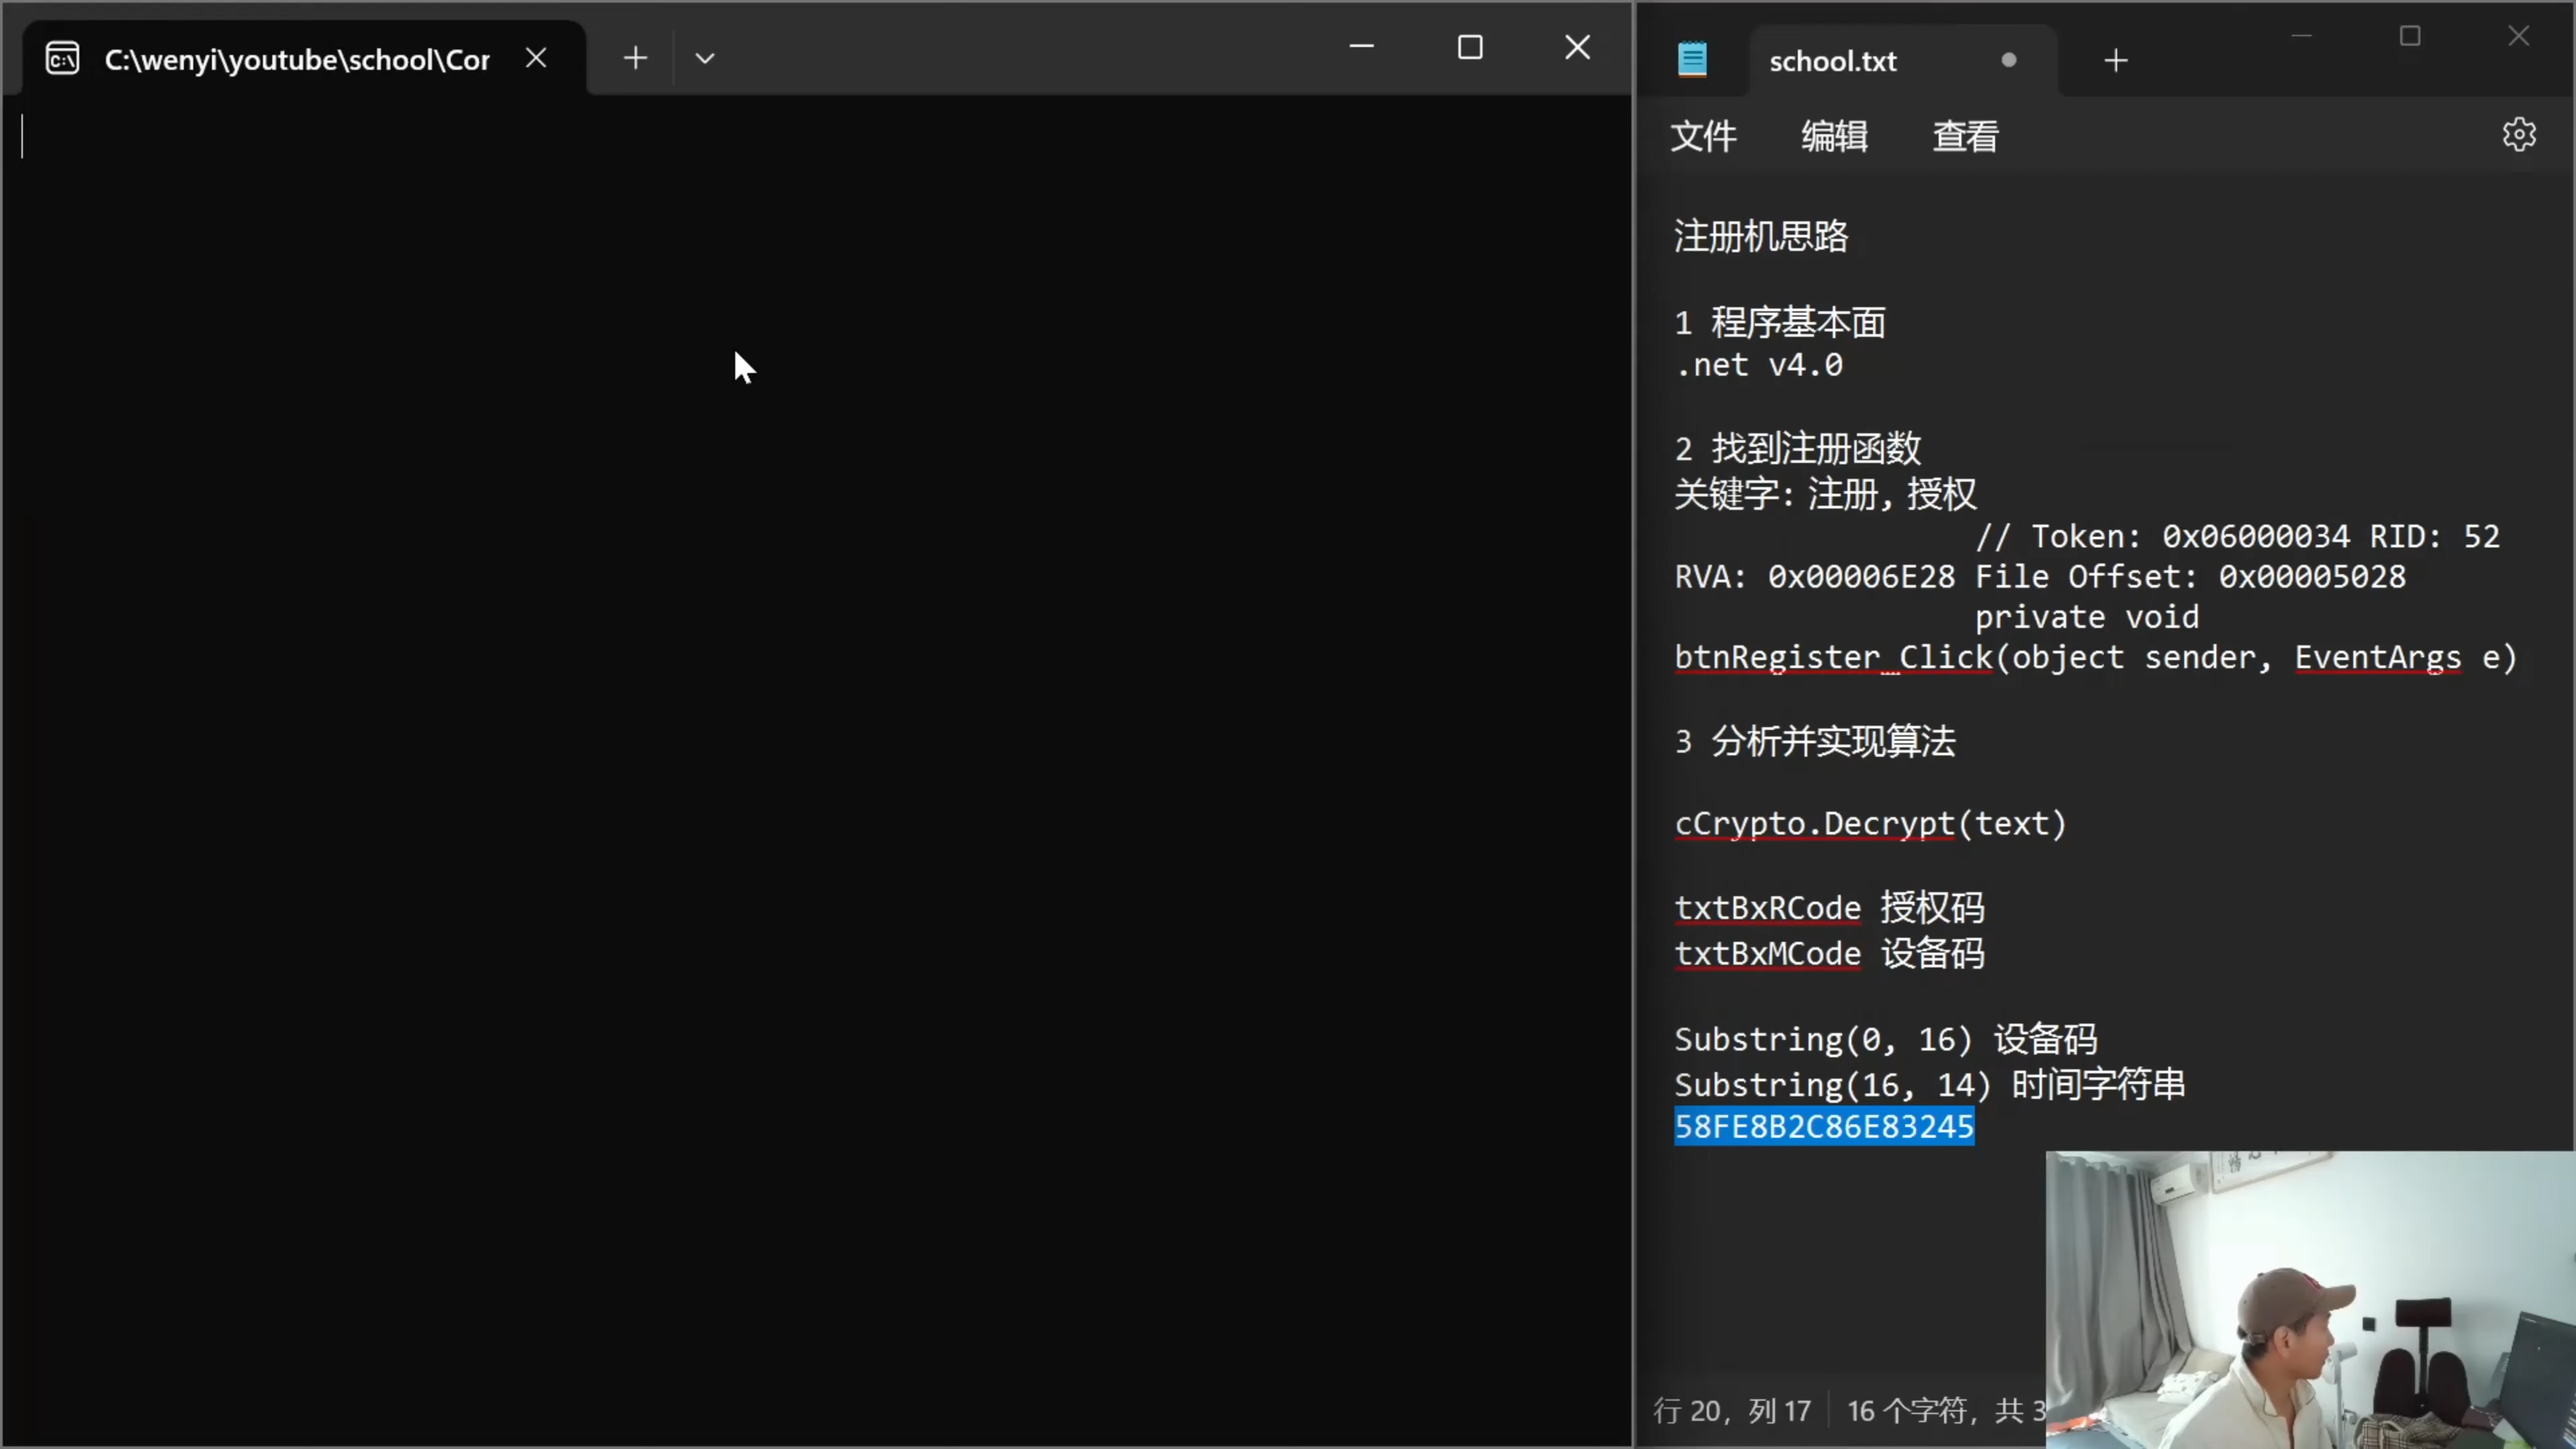 C:\wenyi\youtube\school\Cor
school.txt
文件 编辑 查看
注册机思路
1 程序基本面
.net v4.0
2 找到注册函数
关键字: 注册, 授权
// Token: 0x06000034 RID: 52
RVA: 0x00006E28 File Offset: 0x00005028
private void
btnRegister_Click(object sender, EventArgs e)
3 分析并实现算法
cCrypto.Decrypt(text)
txtBxRCode 授权码
txtBxMCode 设备码
Substring(0, 16) 设备码
Substring(16, 14) 时间字符串
58FE8B2C86E83245
行 20, 列 17 16 个字符, 共 3